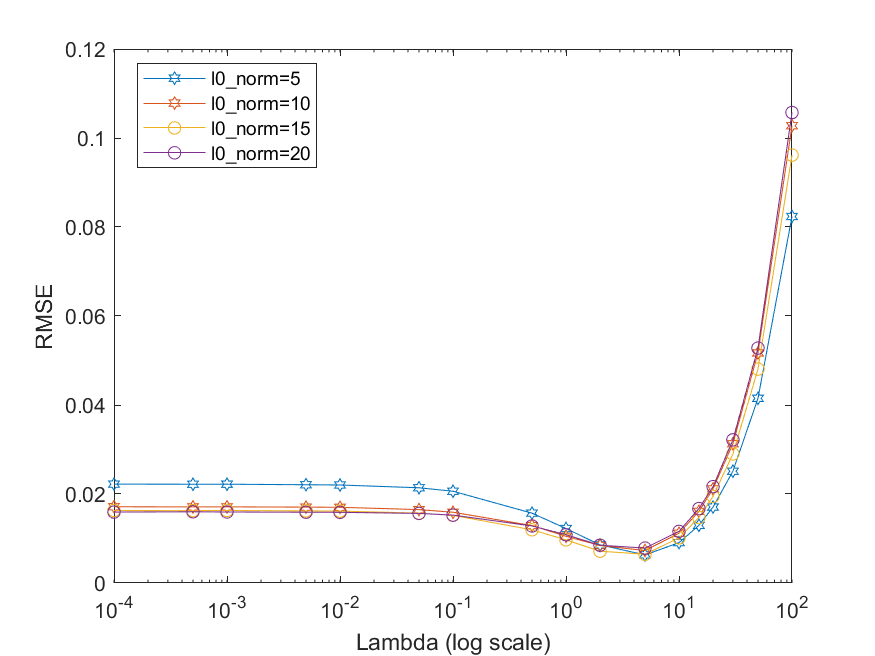 0.12
0.1
0.08
0.06
0.04
0.02
0
RMSE
l0_norm=5
l0_norm=10
l0_norm=15
l0_norm=20
10-4 10-3 10-2 10-1 100 101 102
Lambda (log scale)